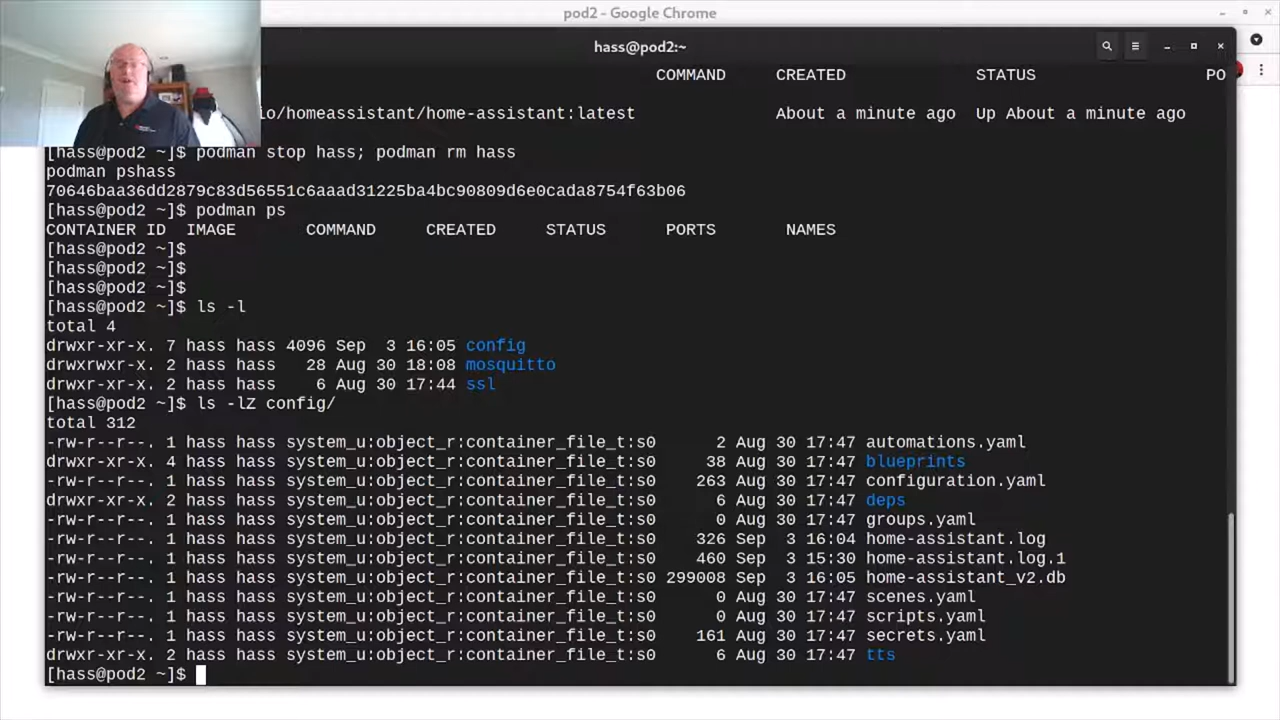 pod2 - Google Chrome
hass@pod2:~
COMMAND CREATED STATUS PO
io/homeassistant/home-assistant:latest About a minute ago Up About a minute ago
[hass@pod2 ~]$ podman stop hass; podman rm hass
podman pshass
70646baa36dd2879c83d56551c6aaad31225ba4bc90809d6e0cada8754f63b06
[hass@pod2 ~]$ podman ps
CONTAINER ID IMAGE COMMAND CREATED STATUS PORTS NAMES
[hass@pod2 ~]$
[hass@pod2 ~]$
[hass@pod2 ~]$
[hass@pod2 ~]$ ls -l
total 4
drwxr-xr-x. 7 hass hass 4096 Sep 3 16:05 config
drwxrwxr-x. 2 hass hass 28 Aug 30 18:08 mosquitto
drwxr-xr-x. 2 hass hass 6 Aug 30 17:44 ssl
[hass@pod2 ~]$ ls -lZ config/
total 312
-rw-r--r--. 1 hass hass system_u:object_r:container_file_t:s0 2 Aug 30 17:47 automations.yaml
drwxr-xr-x. 4 hass hass system_u:object_r:container_file_t:s0 38 Aug 30 17:47 blueprints
-rw-r--r--. 1 hass hass system_u:object_r:container_file_t:s0 263 Aug 30 17:47 configuration.yaml
drwxr-xr-x. 2 hass hass system_u:object_r:container_file_t:s0 6 Aug 30 17:47 deps
-rw-r--r--. 1 hass hass system_u:object_r:container_file_t:s0 0 Aug 30 17:47 groups.yaml
-rw-r--r--. 1 hass hass system_u:object_r:container_file_t:s0 326 Sep 3 16:04 home-assistant.log
-rw-r--r--. 1 hass hass system_u:object_r:container_file_t:s0 460 Sep 3 15:30 home-assistant.log.1
-rw-r--r--. 1 hass hass system_u:object_r:container_file_t:s0 299008 Sep 3 16:05 home-assistant_v2.db
-rw-r--r--. 1 hass hass system_u:object_r:container_file_t:s0 0 Aug 30 17:47 scenes.yaml
-rw-r--r--. 1 hass hass system_u:object_r:container_file_t:s0 0 Aug 30 17:47 scripts.yaml
-rw-r--r--. 1 hass hass system_u:object_r:container_file_t:s0 161 Aug 30 17:47 secrets.yaml
drwxr-xr-x. 2 hass hass system_u:object_r:container_file_t:s0 6 Aug 30 17:47 tts
[hass@pod2 ~]$